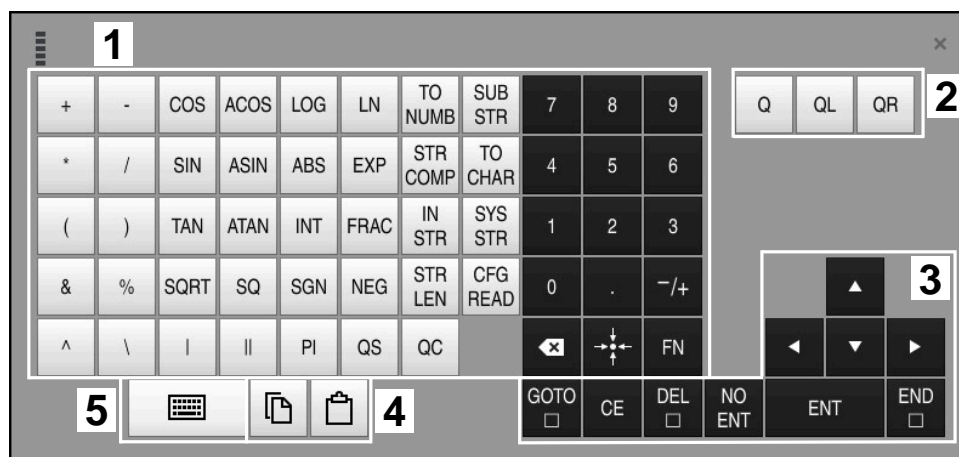 1
×
+ - COS ACOS LOG LN TO NUMB SUB STR 7 8 9 Q QL QR 2
* / SIN ASIN ABS EXP STR COMP TO CHAR 4 5 6
( ) TAN ATAN INT FRAC IN STR SYS STR 1 2 3
& % SQRT SQ SGN NEG STR LEN CFG READ 0 . −/+ 3
^ \ | || PI QS QC FN
5 4 GOTO □ CE DEL □ NO ENT ENT END □